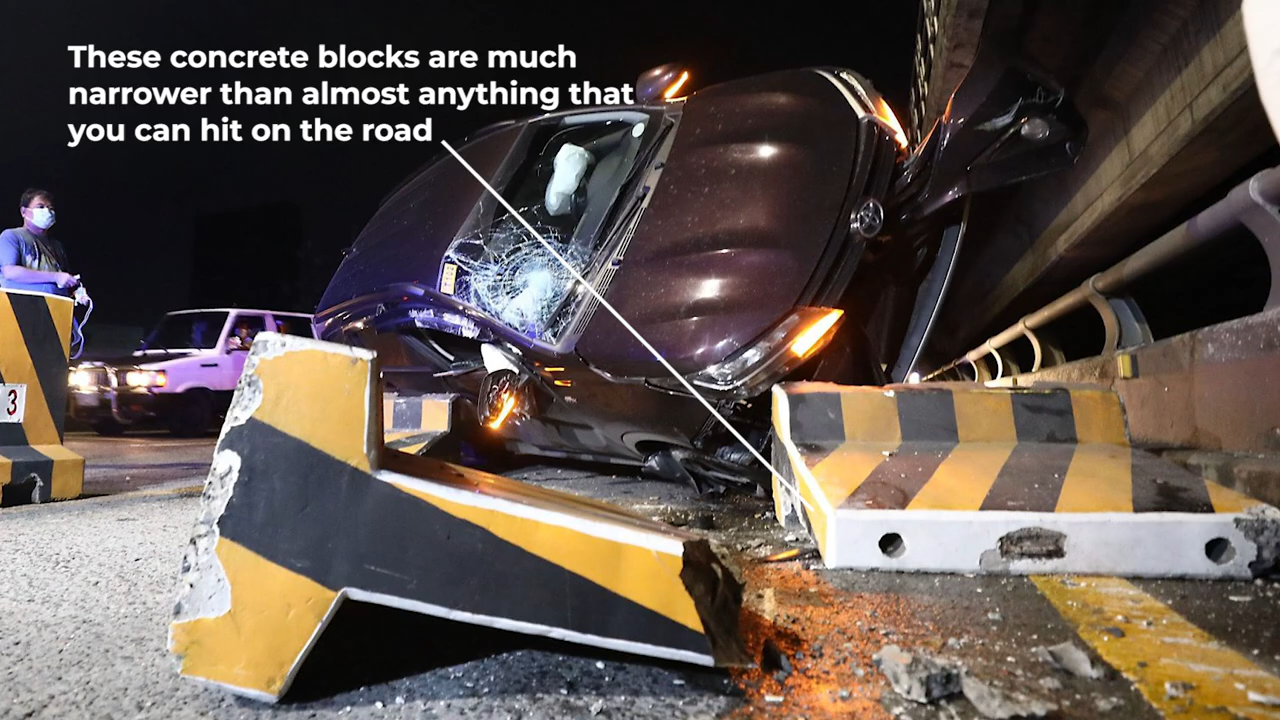 These concrete blocks are much
narrower than almost anything that
you can hit on the road
3